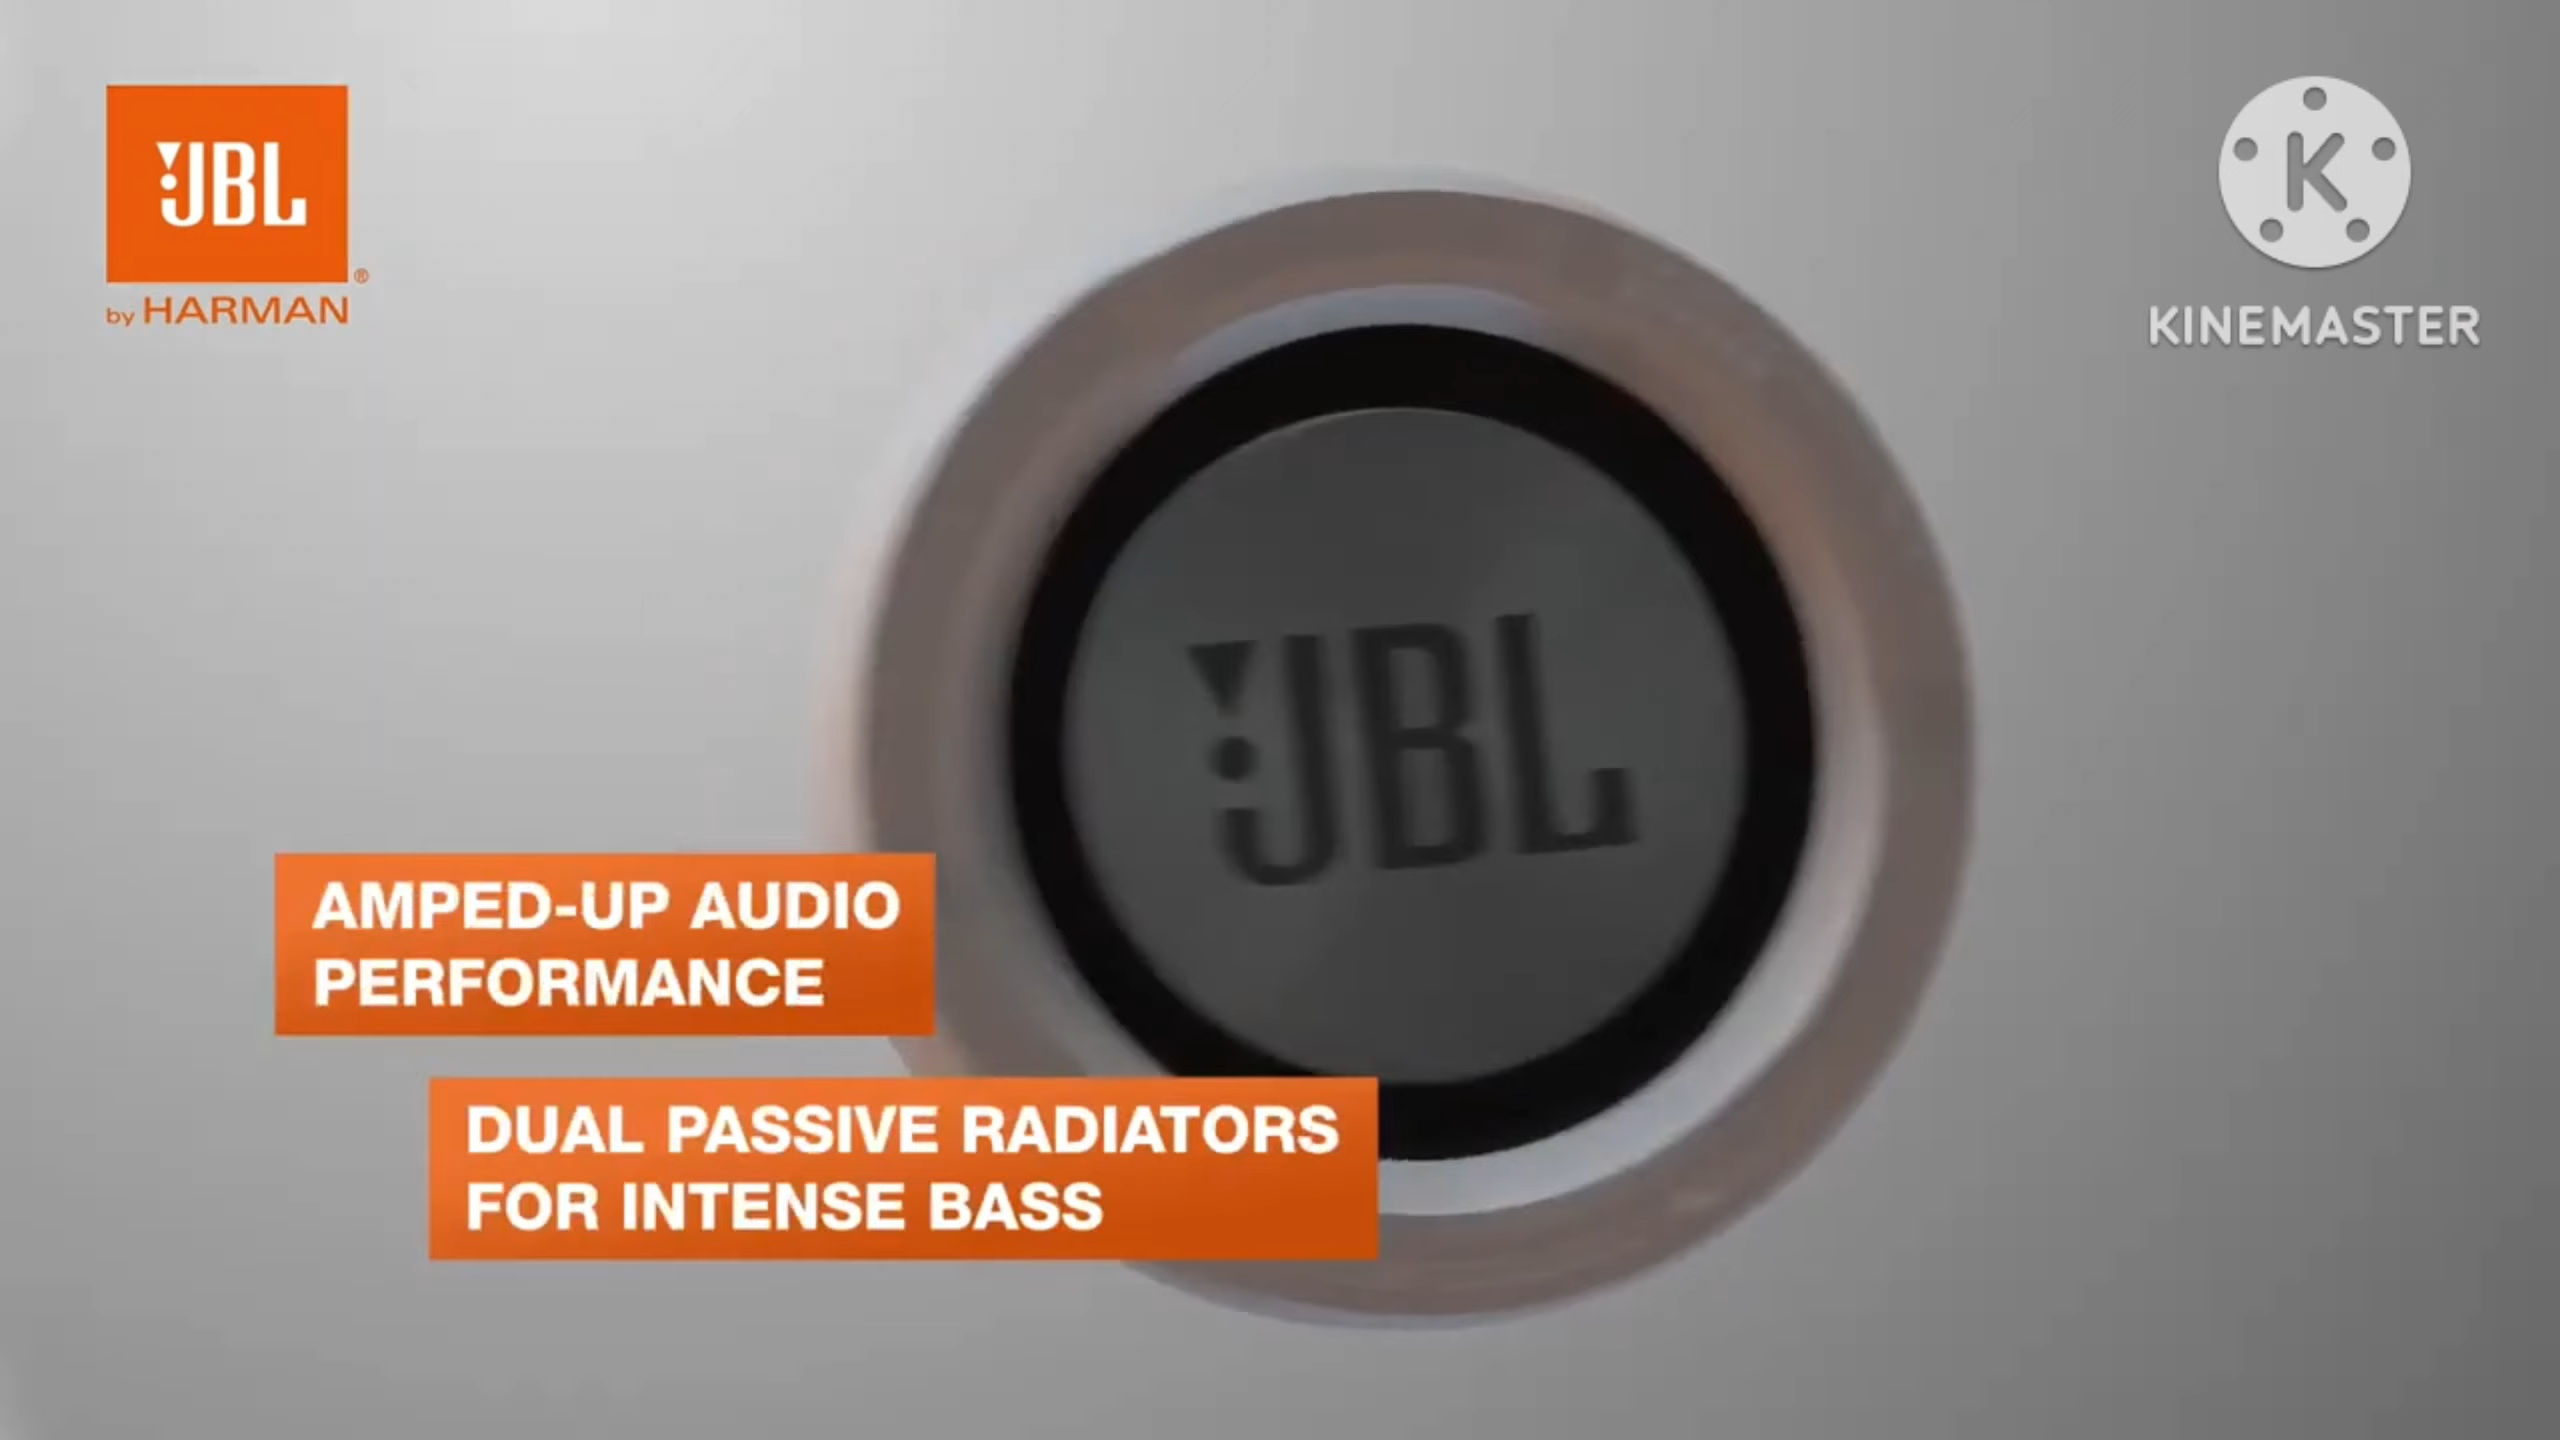 JBL
®
by HARMAN
KINEMASTER
JBL
AMPED-UP AUDIO
PERFORMANCE
DUAL PASSIVE RADIATORS
FOR INTENSE BASS